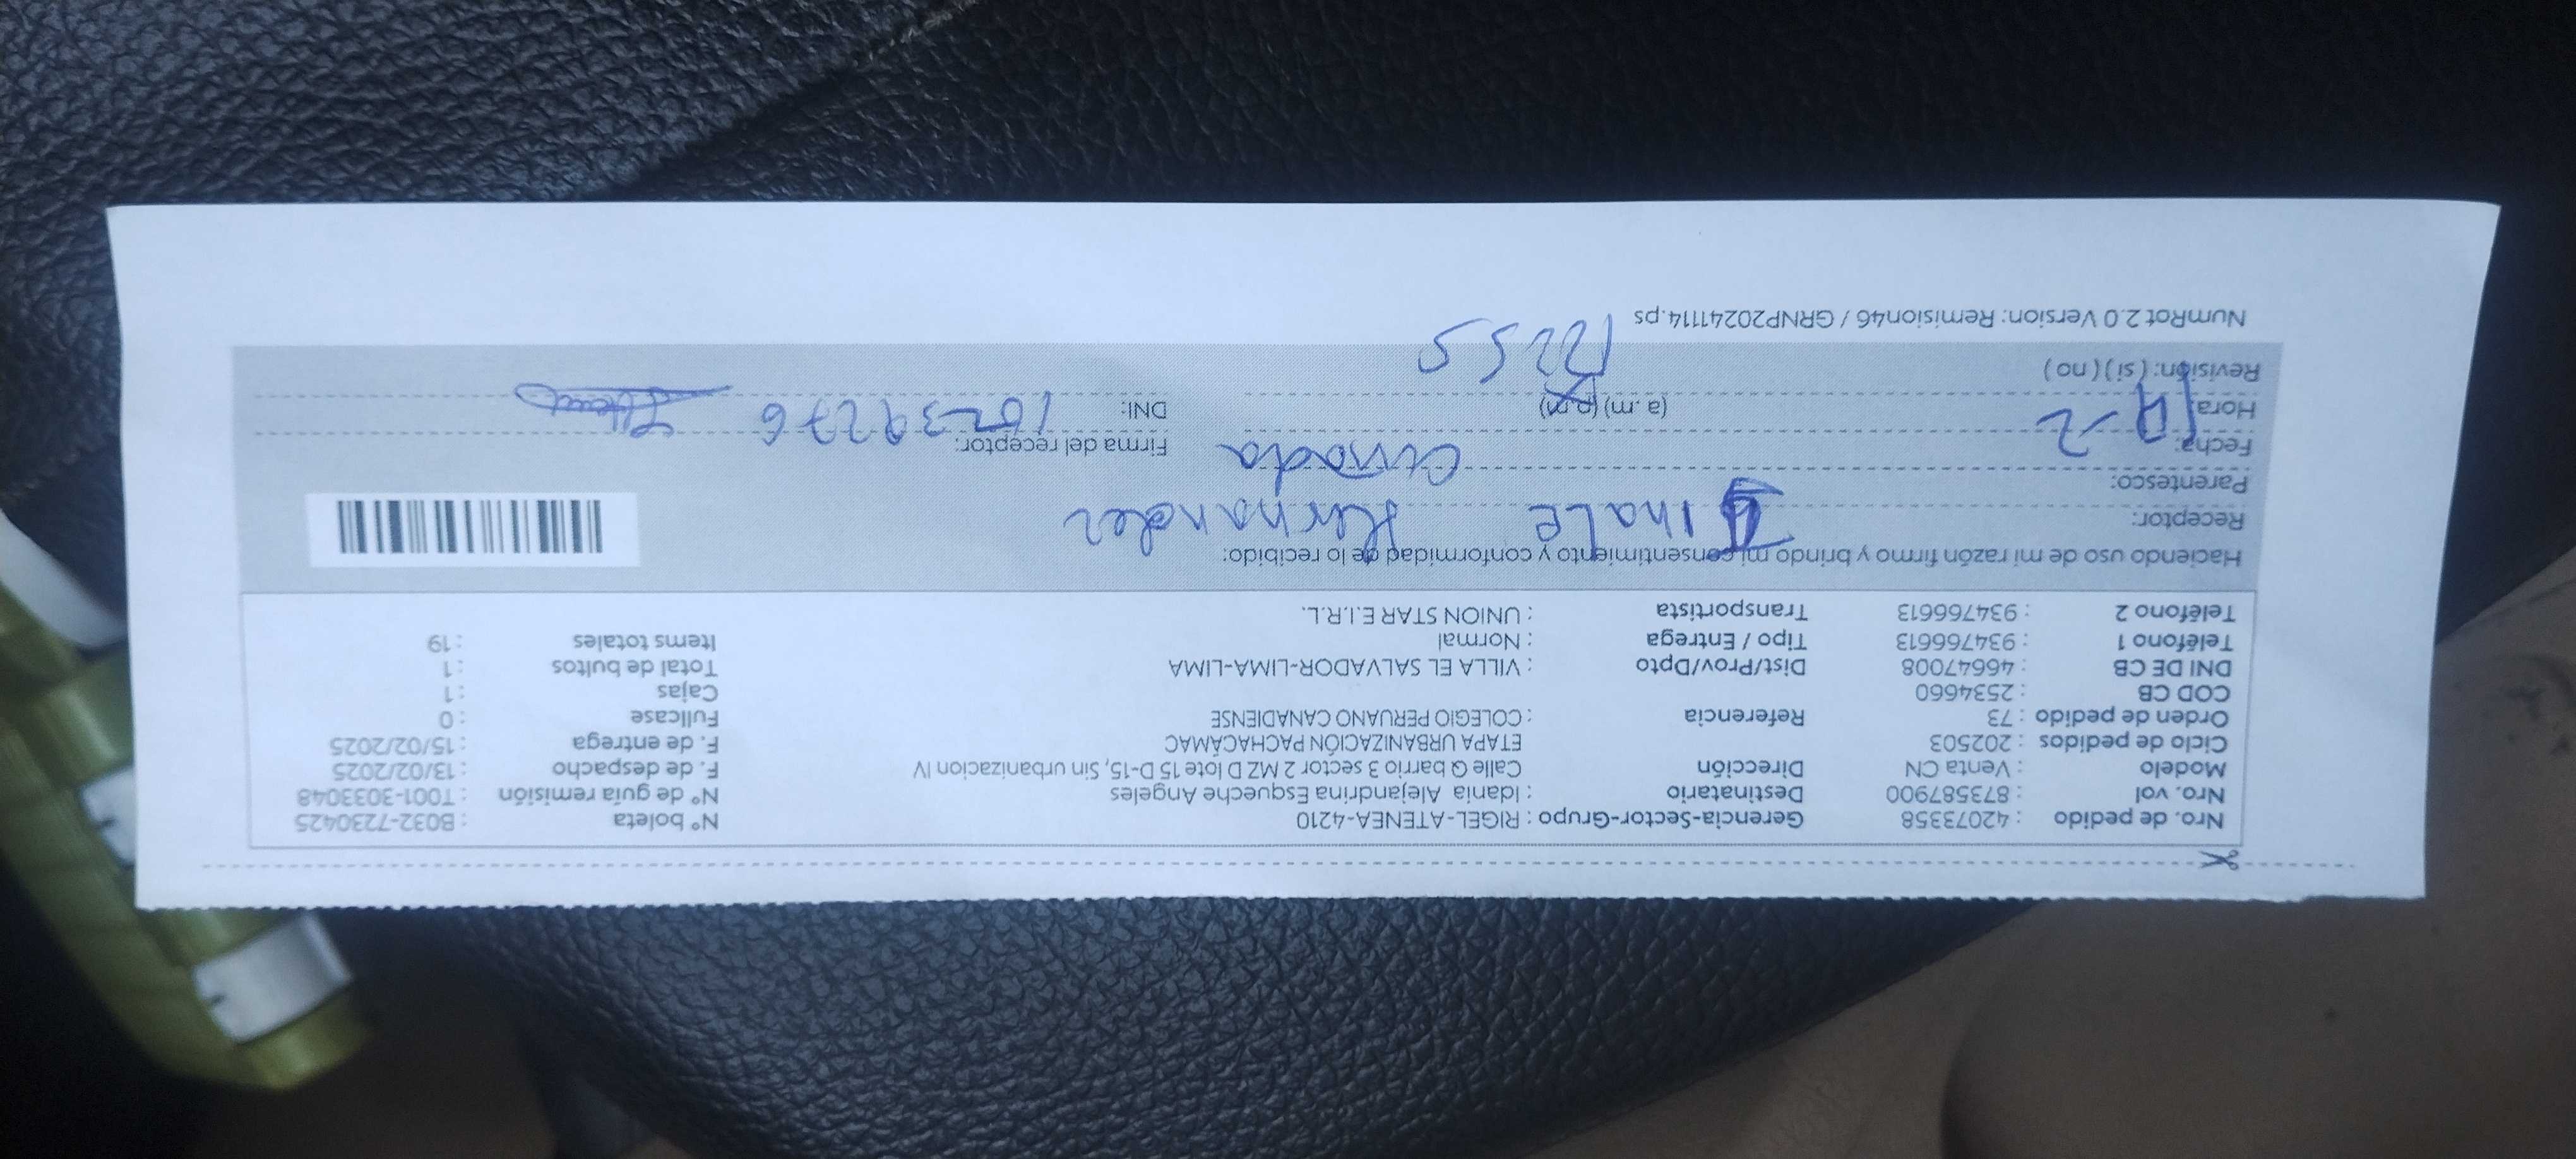 Nro. de pedido : 42073358 Gerencia-Sector-Grupo : RIGEL-ATENEA-4210 N° boleta : B032-7230425
Nro. vol : 873587900 Destinatario : Idania Alejandrina Esqueche Angeles N° de guía remisión : T001-3033048
Modelo : Venta CN Dirección : Calle Q barrio 3 sector 2 MZ D lote 15 D-15, Sin urbanizacion IV F. de despacho : 13/02/2025
Ciclo de pedidos : 202503 ETAPA URBANIZACIÓN PACHACÁMAC F. de entrega : 15/02/2025
Orden de pedido : 73 Referencia : COLEGIO PERUANO CANADIENSE Fullcase : 0
COD CB : 2534660 Cajas : 1
DNI DE CB : 46647008 Dist/Prov/Dpto : VILLA EL SALVADOR-LIMA-LIMA Total de bultos : 1
Teléfono 1 : 934766613 Tipo / Entrega : Normal Items totales : 19
Teléfono 2 : 934766613 Transportista : UNION STAR E.I.R.L.
Haciendo uso de mi razón firmo y brindo mi consentimiento y conformidad de lo recibido:
Receptor: Hernandez
Parentesco:
Fecha: Firma del receptor:
Hora: (a.m) (p.m) DNI:
Revisión: ( si ) ( no )
NumRot 2.0 Version: Remision46 / GRNP20241114.ps